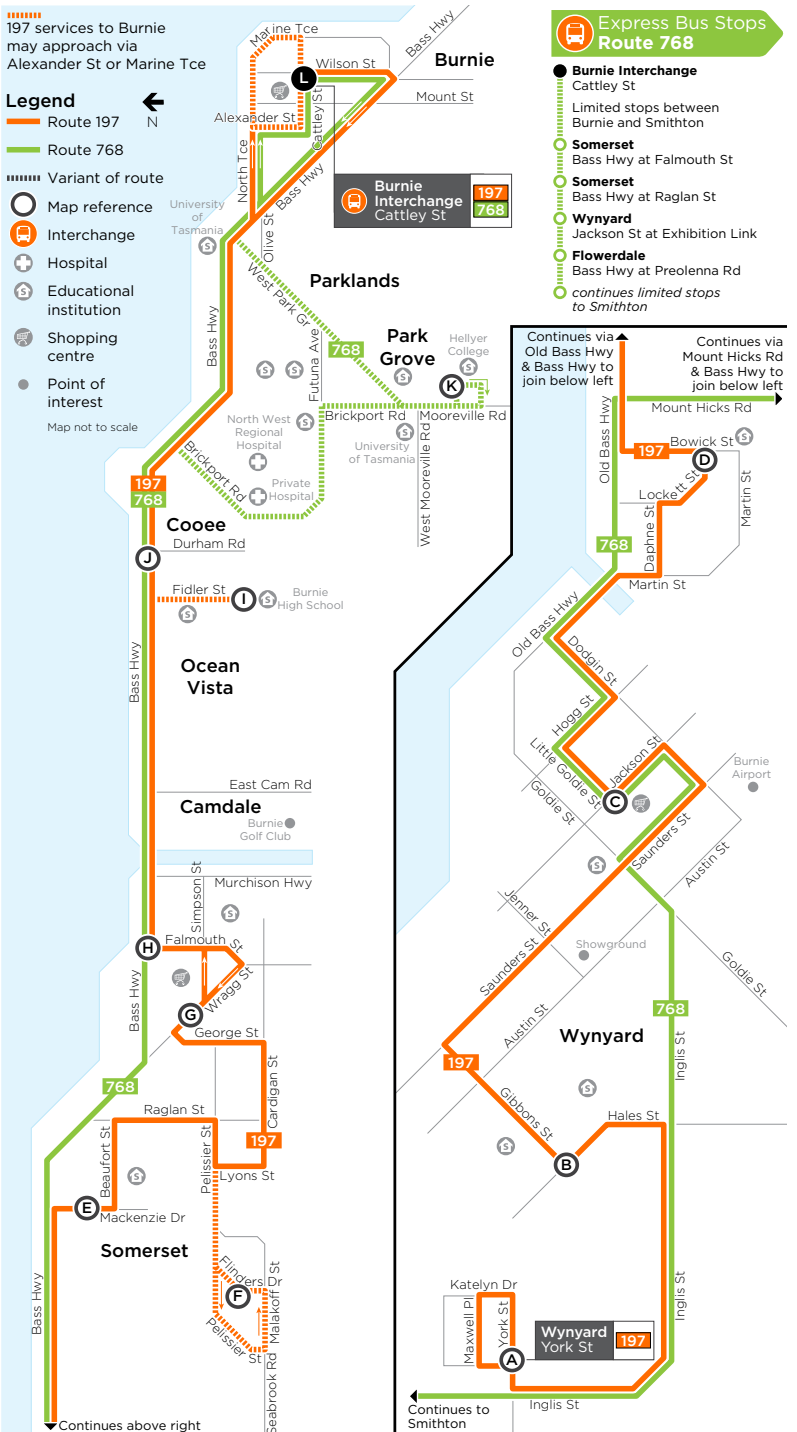 197 services to Burnie
may approach via
Alexander St or Marine Tce
Legend
N
Route 197
Route 768
Variant of route
Map reference
Interchange
Hospital
Educational
institution
Shopping
centre
Point of
interest
Map not to scale
Express Bus Stops
Route 768
Burnie Interchange
Cattley St
Limited stops between
Burnie and Smithton
Somerset
Bass Hwy at Falmouth St
Somerset
Bass Hwy at Raglan St
Wynyard
Jackson St at Exhibition Link
Flowerdale
Bass Hwy at Preolenna Rd
continues limited stops
to Smithton
Marine Tce
Bass Hwy
Wilson St
Burnie
L
Mount St
Alexander St
Cattley St
North Tce
Bass Hwy
Burnie
Interchange
Cattley St
197
768
University
of
Tasmania
S
Olive St
West Park Gr
Parklands
Bass Hwy
Futuna Ave
768
Park
Grove
Hellyer
College
S
S
S
S
K
Brickport Rd
Mooreville Rd
North West
Regional
Hospital
S
S
University
of Tasmania
Brickport Rd
Private
Hospital
West Mooreville Rd
197
768
Cooee
Durham Rd
J
Fidler St
I
S
Burnie
High School
S
Bass Hwy
Ocean
Vista
East Cam Rd
Camdale
Burnie
Golf Club
Simpson St
Murchison Hwy
S
H
Falmouth St
Bass Hwy
Wragg St
G
George St
Cardigan St
768
Raglan St
197
Beaufort St
Pelissier St
S
Lyons St
E
Mackenzie Dr
Somerset
Flinders Dr
F
Malakoff St
Pelissier
St
Bass Hwy
Seabrook Rd
Continues above right
Continues via
Old Bass Hwy
& Bass Hwy to
join below left
Continues via
Mount Hicks Rd
& Bass Hwy to
join below left
Mount Hicks Rd
Old Bass Hwy
197
Bowick St
S
D
Lockett St
Daphne St
Martin St
768
Martin St
Old Bass Hwy
Dodgin St
Hogg St
Little Goldie St
Jackson St
Goldie St
C
Burnie
Airport
Saunders St
S
Austin St
Jenner St
Showground
Saunders St
Goldie St
Austin St
Wynyard
768
197
Inglis St
S
Gibbons St
Hales St
S
B
Katelyn Dr
Inglis St
Maxwell Pl
York St
Wynyard
York St
197
A
Continues to
Smithton
Inglis St